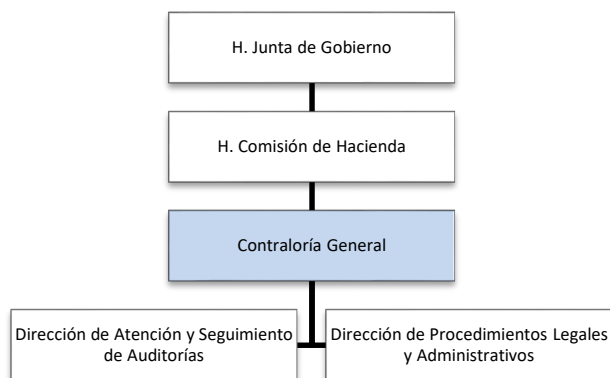 H. Junta de Gobierno
H. Comisión de Hacienda
Contraloría General
Dirección de Atención y Seguimiento
de Auditorías
Dirección de Procedimientos Legales
y Administrativos